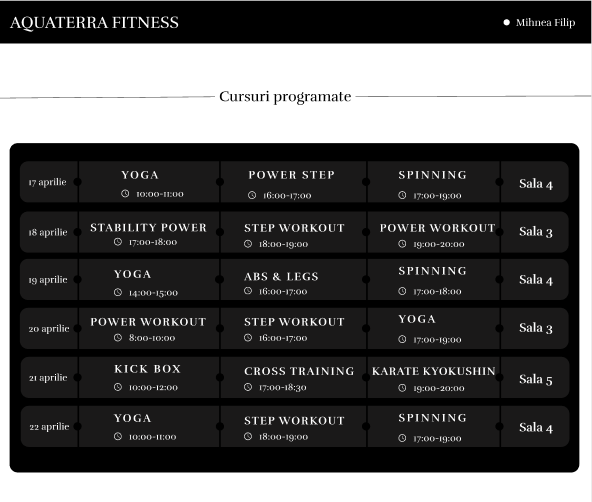 AQUATERRA FITNESS
Mihnea Filip
Cursuri programate
17 aprilie YOGA POWER STEP SPINNING Sala 4
10:00-11:00 16:00-17:00 17:00-19:00
18 aprilie STABILITY POWER STEP WORKOUT POWER WORKOUT Sala 3
17:00-18:00 18:00-19:00 19:00-20:00
19 aprilie YOGA ABS & LEGS SPINNING Sala 4
14:00-15:00 16:00-17:00 17:00-18:00
20 aprilie POWER WORKOUT STEP WORKOUT YOGA Sala 3
8:00-10:00 16:00-17:00 17:00-19:00
21 aprilie KICK BOX CROSS TRAINING KARATE KYOKUSHIN Sala 5
10:00-12:00 17:00-18:30 19:00-20:00
22 aprilie YOGA STEP WORKOUT SPINNING Sala 4
10:00-11:00 18:00-19:00 17:00-19:00